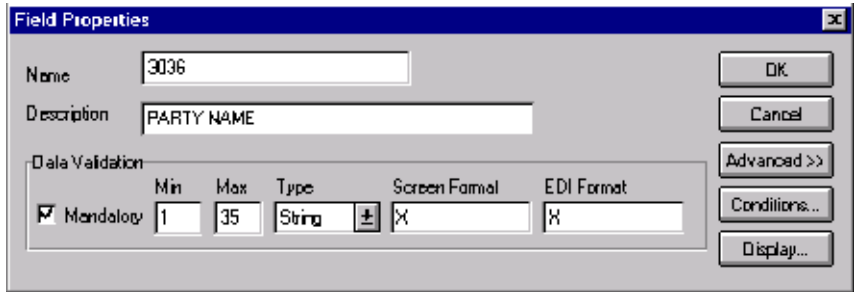 Field Properties
Name 3036 OK
Description PARTY NAME Cancel
Data Validation Advanced >>
Min Max Type Screen Format EDI Format
Mandatory 1 35 String X X Conditions...
Display...